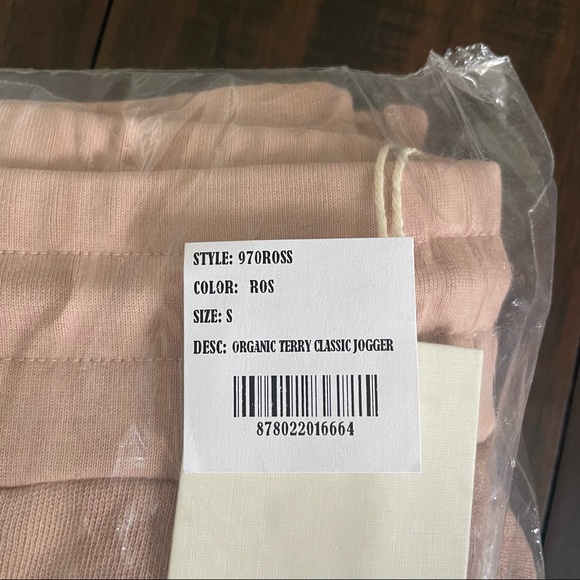 STYLE: 970ROSS
COLOR: ROS
SIZE: S
DESC: ORGANIC TERRY CLASSIC JOGGER
878022016664